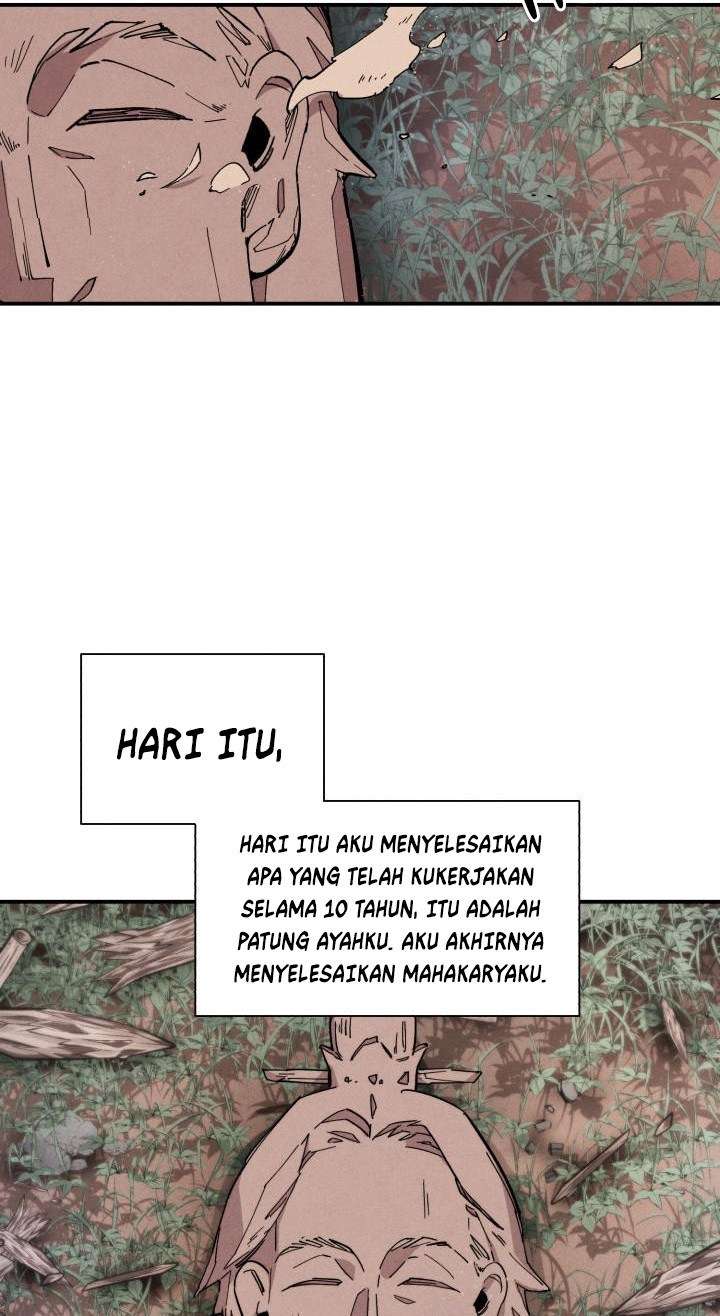 HARI ITU,
HARI ITU AKU MENYELESAIKAN
APA YANG TELAH KUKERJAKAN
SELAMA 10 TAHUN, ITU ADALAH
PATUNG AYAHKU. AKU AKHIRNYA
MENYELESAIKAN MAHAKARYAKU.